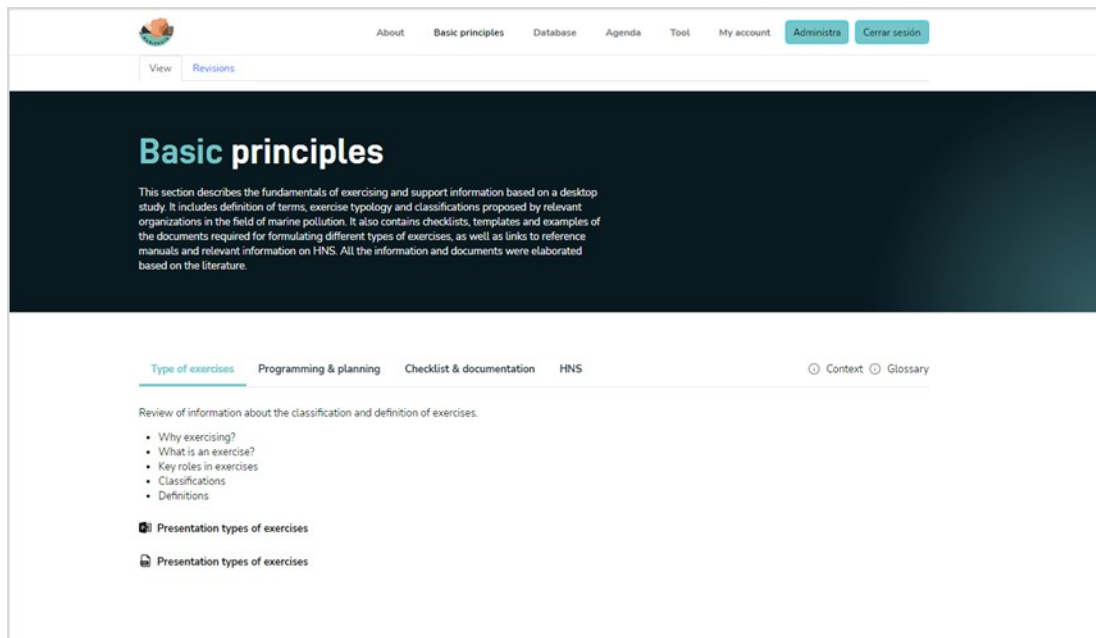 About Basic principles Database Agenda Tool My account Administra Cerrar sesión
View Revisions
Basic principles
This section describes the fundamentals of exercising and support information based on a desktop
study. It includes definition of terms, exercise typology and classifications proposed by relevant
organizations in the field of marine pollution. It also contains checklists, templates and examples of
the documents required for formulating different types of exercises, as well as links to reference
manuals and relevant information on HNS. All the information and documents were elaborated
based on the literature.
Type of exercises Programming & planning Checklist & documentation HNS Context Glossary
Review of information about the classification and definition of exercises.
• Why exercising?
• What is an exercise?
• Key roles in exercises
• Classifications
• Definitions
Presentation types of exercises
Presentation types of exercises